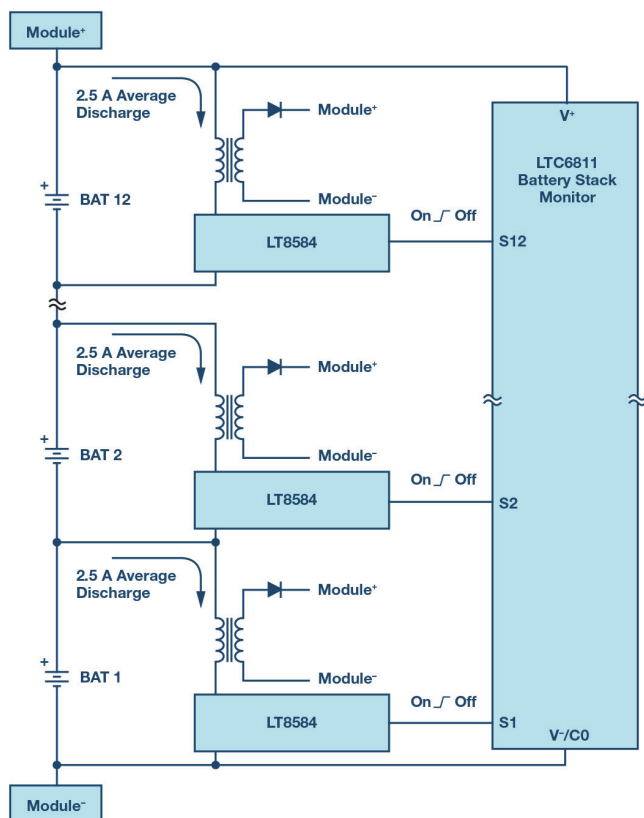 Module⁺
2.5 A Average
Discharge
Module⁺
V⁺
LTC6811
Battery Stack
Monitor
+
BAT 12
Module⁻
On Off
LT8584
S12
2.5 A Average
Discharge
Module⁺
+
BAT 2
Module⁻
On Off
LT8584
S2
2.5 A Average
Discharge
Module⁺
+
BAT 1
Module⁻
On Off
LT8584
S1
V⁻/C0
Module⁻